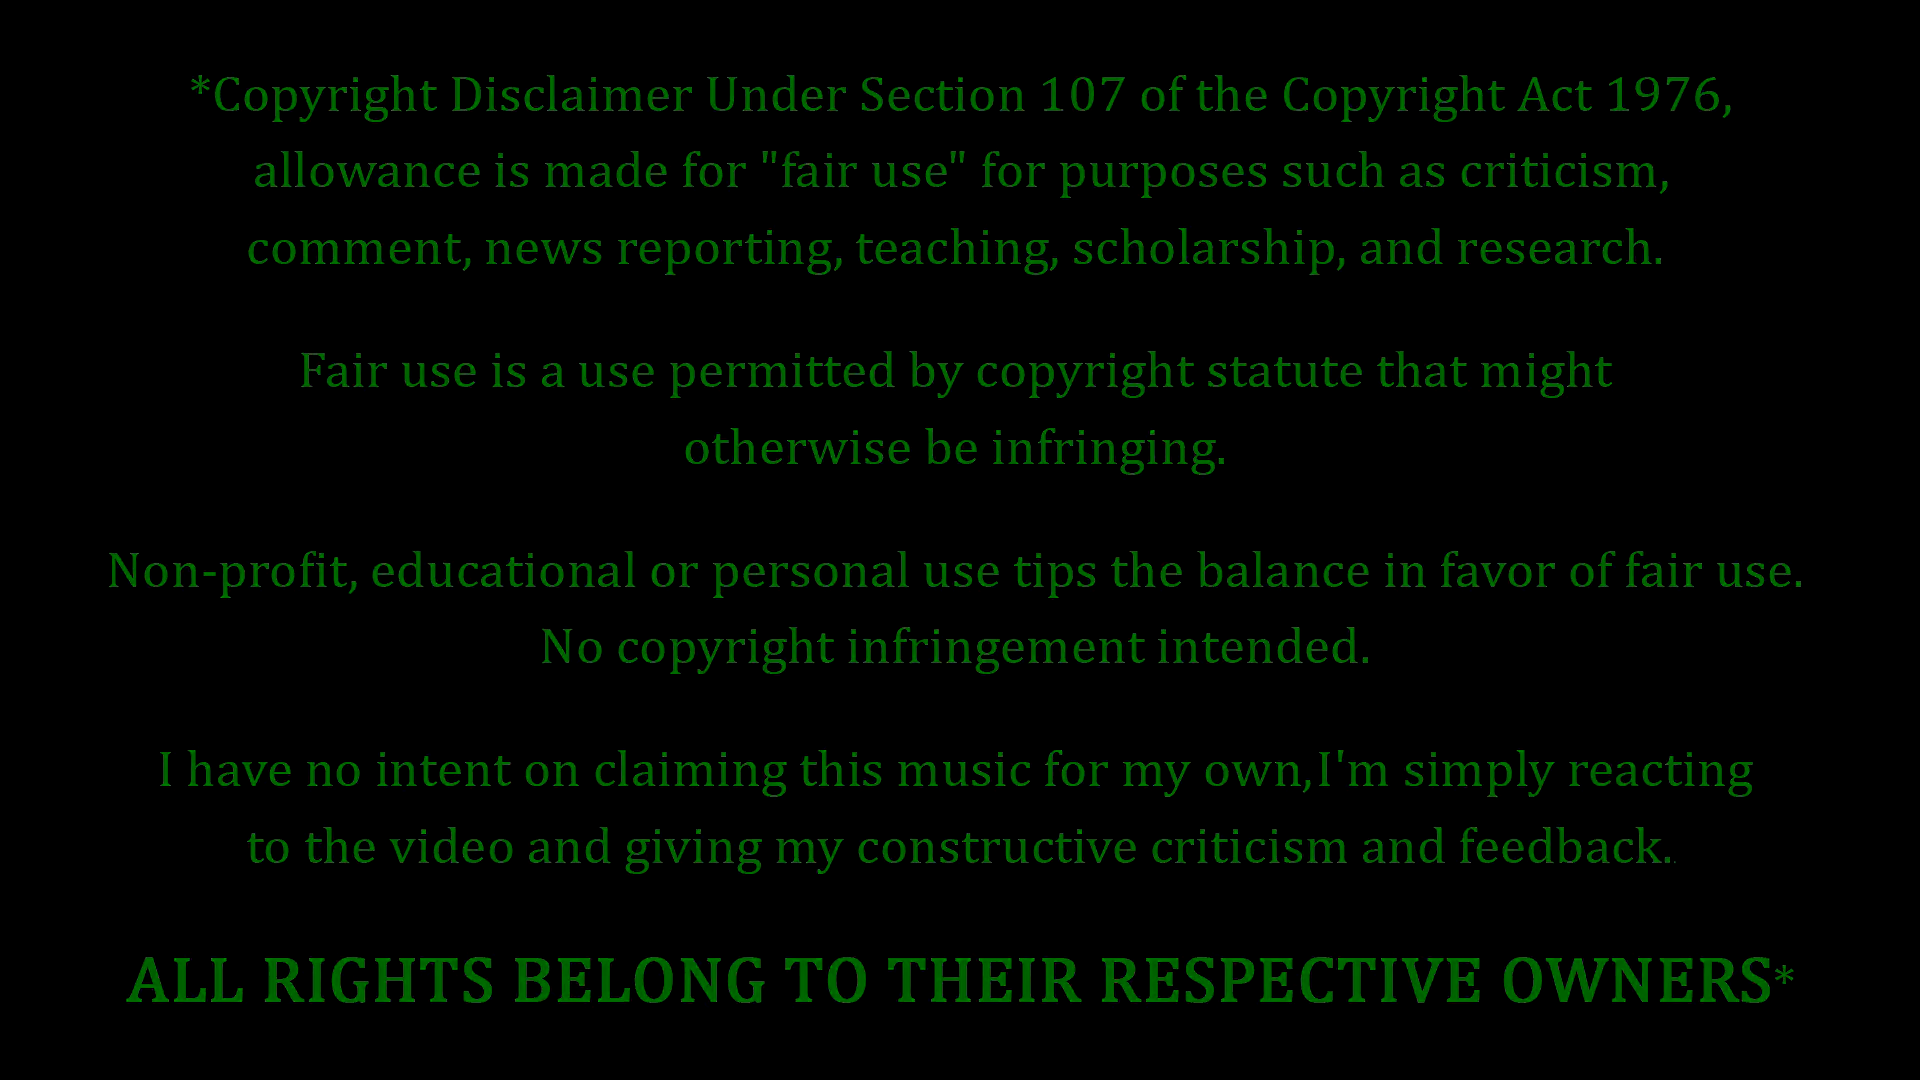 *Copyright Disclaimer Under Section 107 of the Copyright Act 1976,
allowance is made for "fair use" for purposes such as criticism,
comment, news reporting, teaching, scholarship, and research.
Fair use is a use permitted by copyright statute that might
otherwise be infringing.
Non-profit, educational or personal use tips the balance in favor of fair use.
No copyright infringement intended.
I have no intent on claiming this music for my own,I'm simply reacting
to the video and giving my constructive criticism and feedback..
ALL RIGHTS BELONG TO THEIR RESPECTIVE OWNERS*